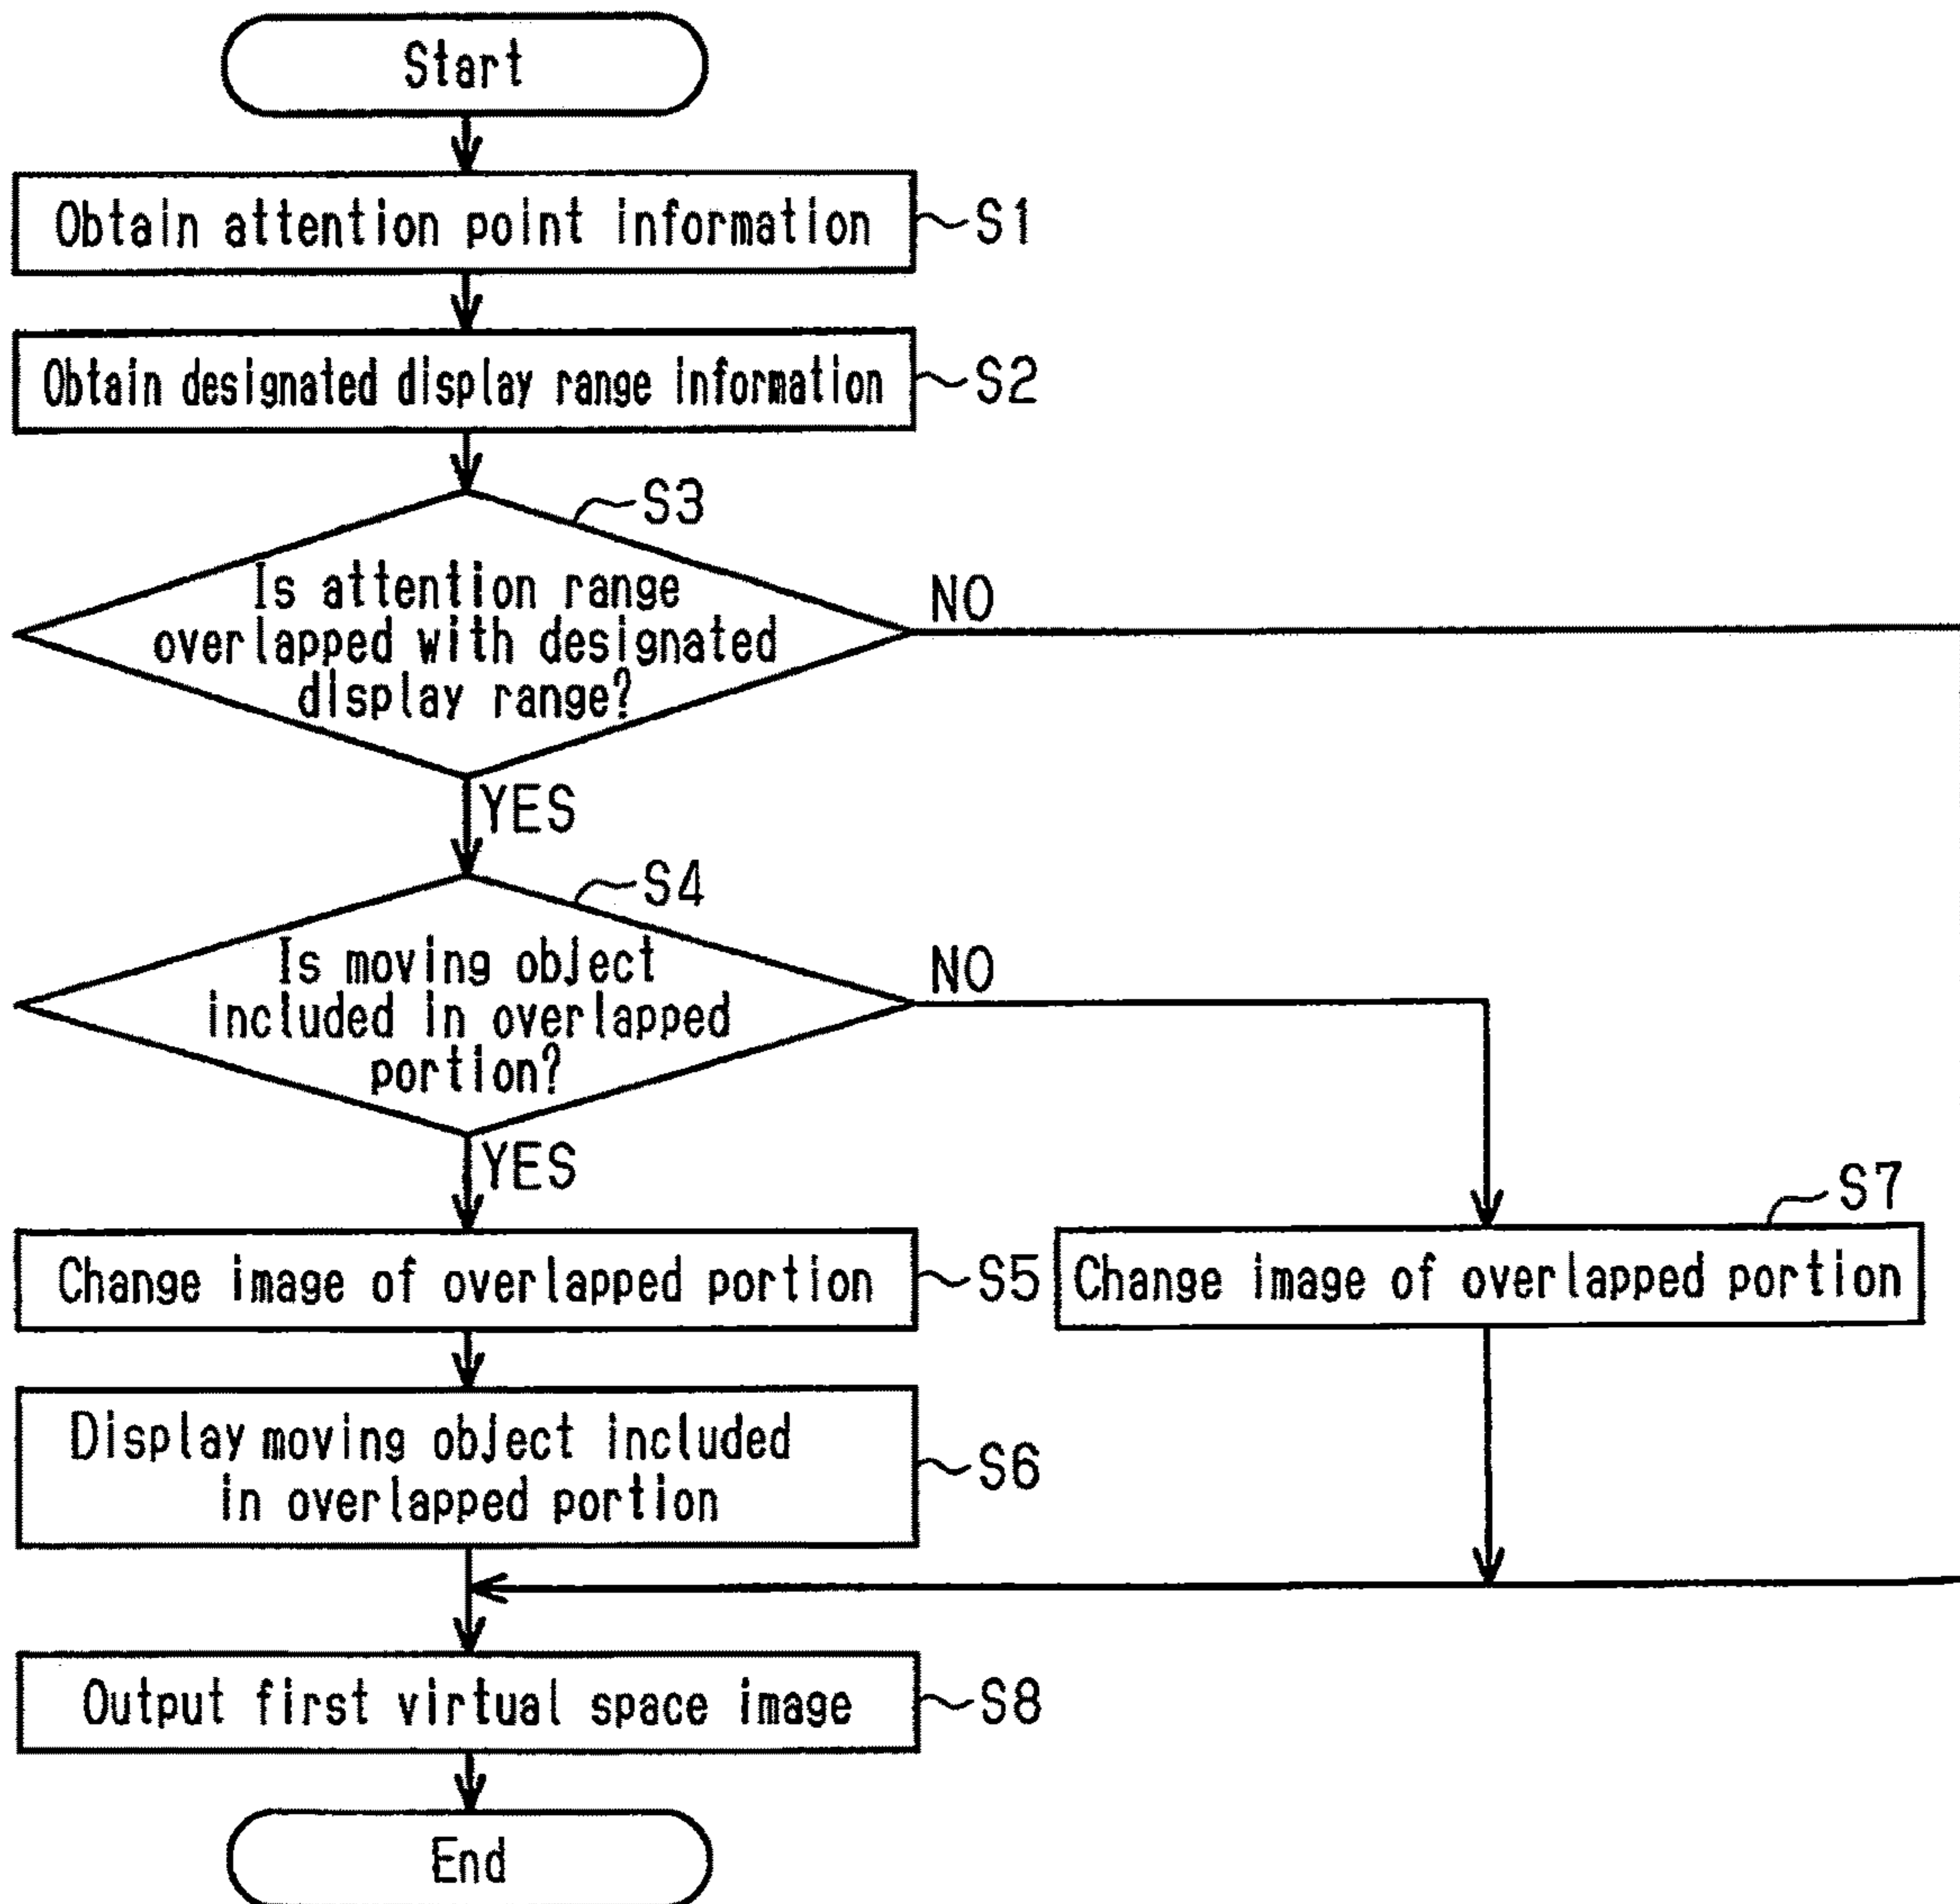 Start
Obtain attention point information
S1
Obtain designated display range information
S2
S3
Is attention range
overlapped with designated
display range?
NO
YES
S4
Is moving object
included in overlapped
portion?
NO
YES
S7
Change image of overlapped portion
S5
Change image of overlapped portion
Display moving object included
in overlapped portion
S6
Output first virtual space image
S8
End